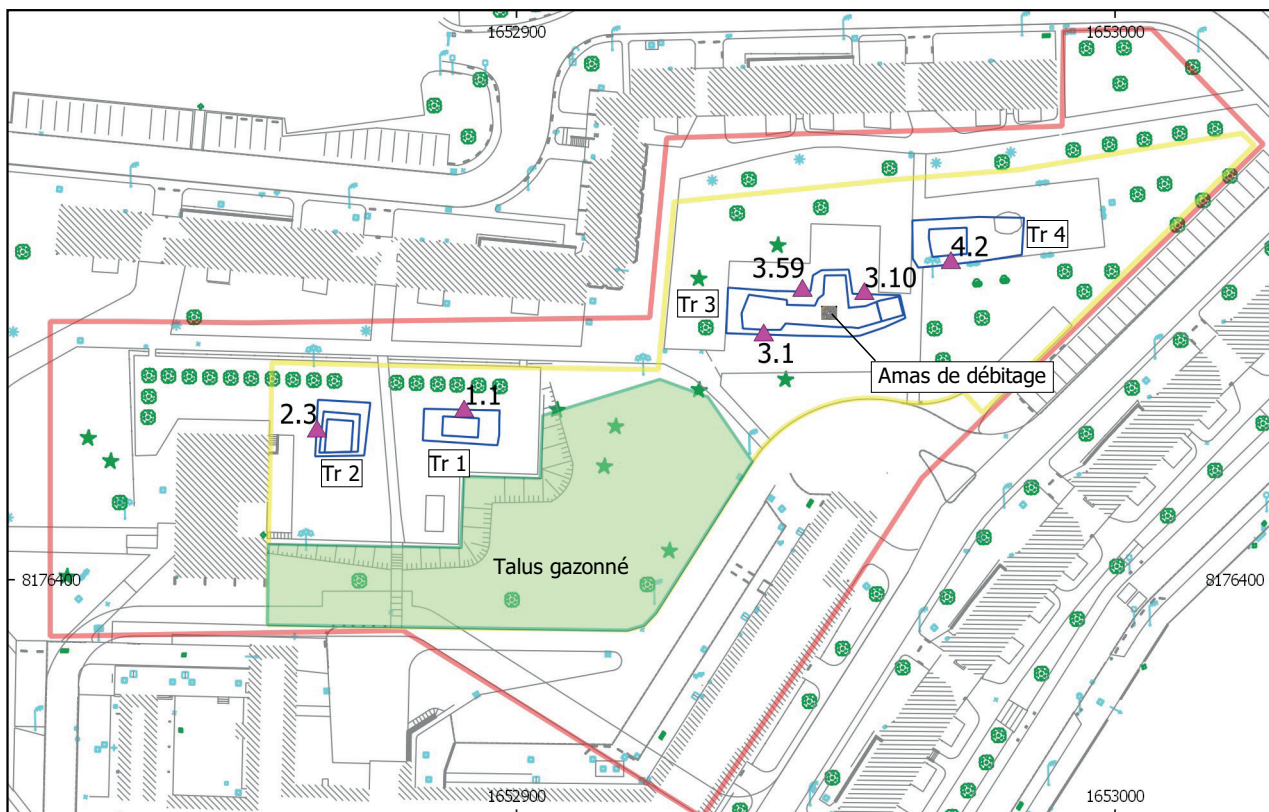 1652900
1653000
4.2
Tr 4
3.59
3.10
Tr 3
3.1
Amas de débitage
2.3
1.1
Tr 2
Tr 1
Talus gazonné
8176400
8176400
1652900
1653000